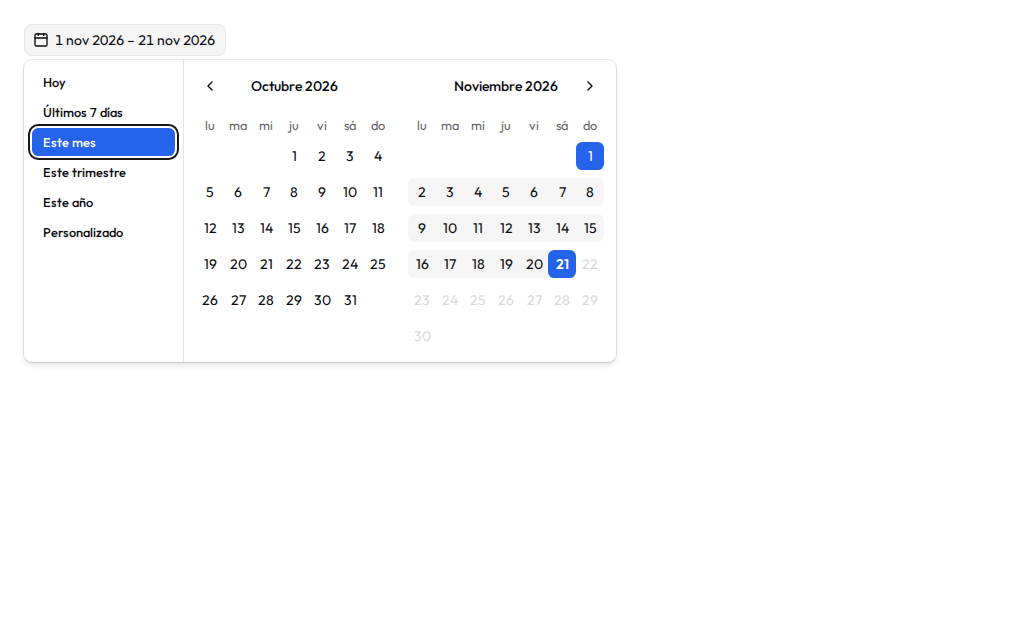 1 nov 2026 – 21 nov 2026
Hoy
Últimos 7 días
Este mes
Este trimestre
Este año
Personalizado
Octubre 2026
lu ma mi ju vi sá do
1 2 3 4
5 6 7 8 9 10 11
12 13 14 15 16 17 18
19 20 21 22 23 24 25
26 27 28 29 30 31
Noviembre 2026
lu ma mi ju vi sá do
1
2 3 4 5 6 7 8
9 10 11 12 13 14 15
16 17 18 19 20 21 22
23 24 25 26 27 28 29
30